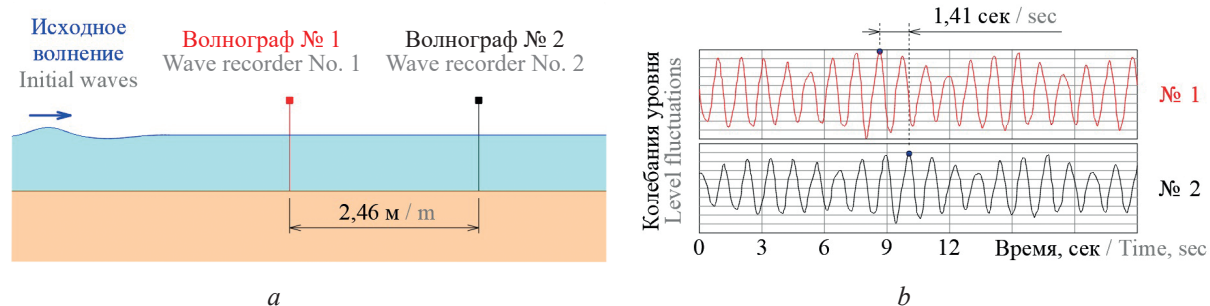 Исходное
волнение
Initial waves
Волнограф № 1
Wave recorder No. 1
Волнограф № 2
Wave recorder No. 2
2,46 м / m
a
1,41 сек / sec
Колебания уровня
Level fluctuations
№ 1
№ 2
0 3 6 9 12 Время, сек / Time, sec
b